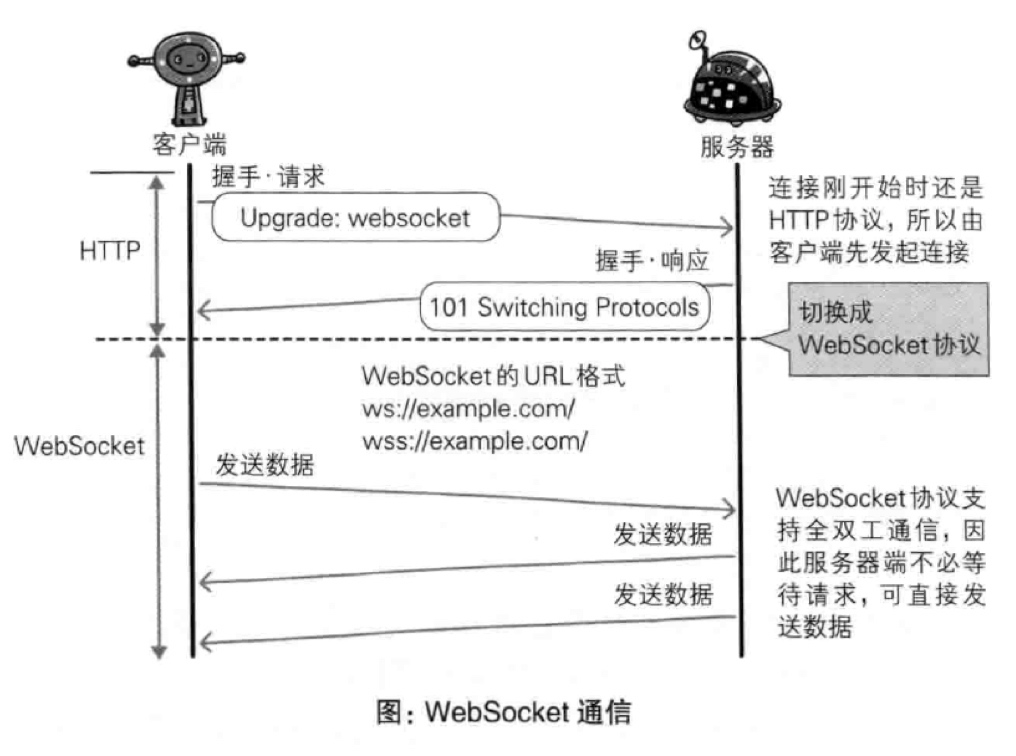 客户端
服务器
握手·请求
Upgrade: websocket
连接刚开始时还是
HTTP协议，所以由
客户端先发起连接
HTTP
握手·响应
101 Switching Protocols
切换成
WebSocket协议
WebSocket的URL格式
ws://example.com/
wss://example.com/
WebSocket
发送数据
发送数据
发送数据
WebSocket协议支
持全双工通信，因
此服务器端不必等
待请求，可直接发
送数据
图：WebSocket 通信